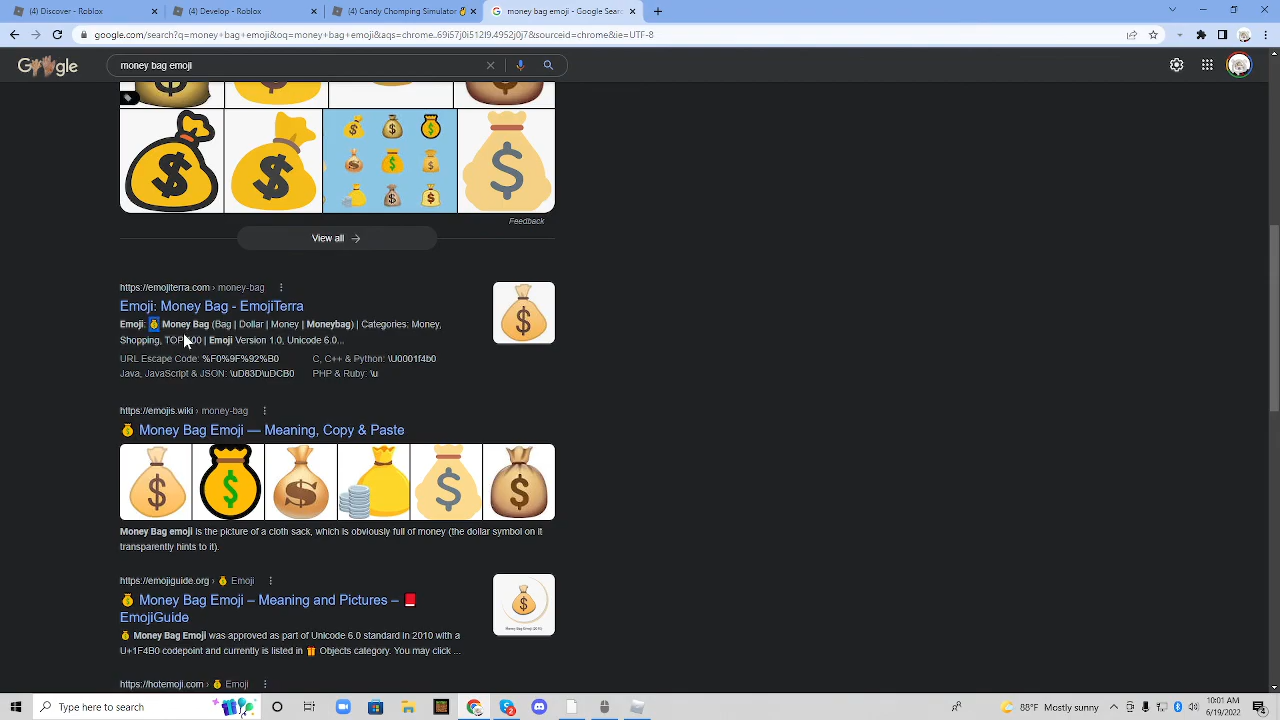 (4) Discover - Roblox
(4) Develop - Roblox
(4) Candy Chomping Simulator
money bag emoji - Google Sear
google.com/search?q=money+bag+emoji&oq=money+bag+emoji&aqs=chrome..69i57j0i512l9.4952j0j7&sourceid=chrome&ie=UTF-8
money bag emoji
Feedback
View all
https://emojiterra.com › money-bag
Emoji: Money Bag - EmojiTerra
Emoji: 💰 Money Bag (Bag | Dollar | Money | Moneybag) | Categories: Money,
Shopping, TOP 00 | Emoji Version 1.0, Unicode 6.0...
URL Escape Code: %F0%9F%92%B0 C, C++ & Python: \U0001f4b0
Java, JavaScript & JSON: \uD83D\uDCB0 PHP & Ruby: \u
https://emojis.wiki › money-bag
💰 Money Bag Emoji — Meaning, Copy & Paste
Money Bag emoji is the picture of a cloth sack, which is obviously full of money (the dollar symbol on it
transparently hints to it).
https://emojiguide.org › 💰 Emoji
💰 Money Bag Emoji – Meaning and Pictures – 📕
EmojiGuide
💰 Money Bag Emoji was approved as part of Unicode 6.0 standard in 2010 with a
U+1F4B0 codepoint and currently is listed in 🎁 Objects category. You may click ...
https://hotemoji.com › 💰 Emoji
Type here to search
88°F Mostly sunny
10:01 AM
6/19/2022